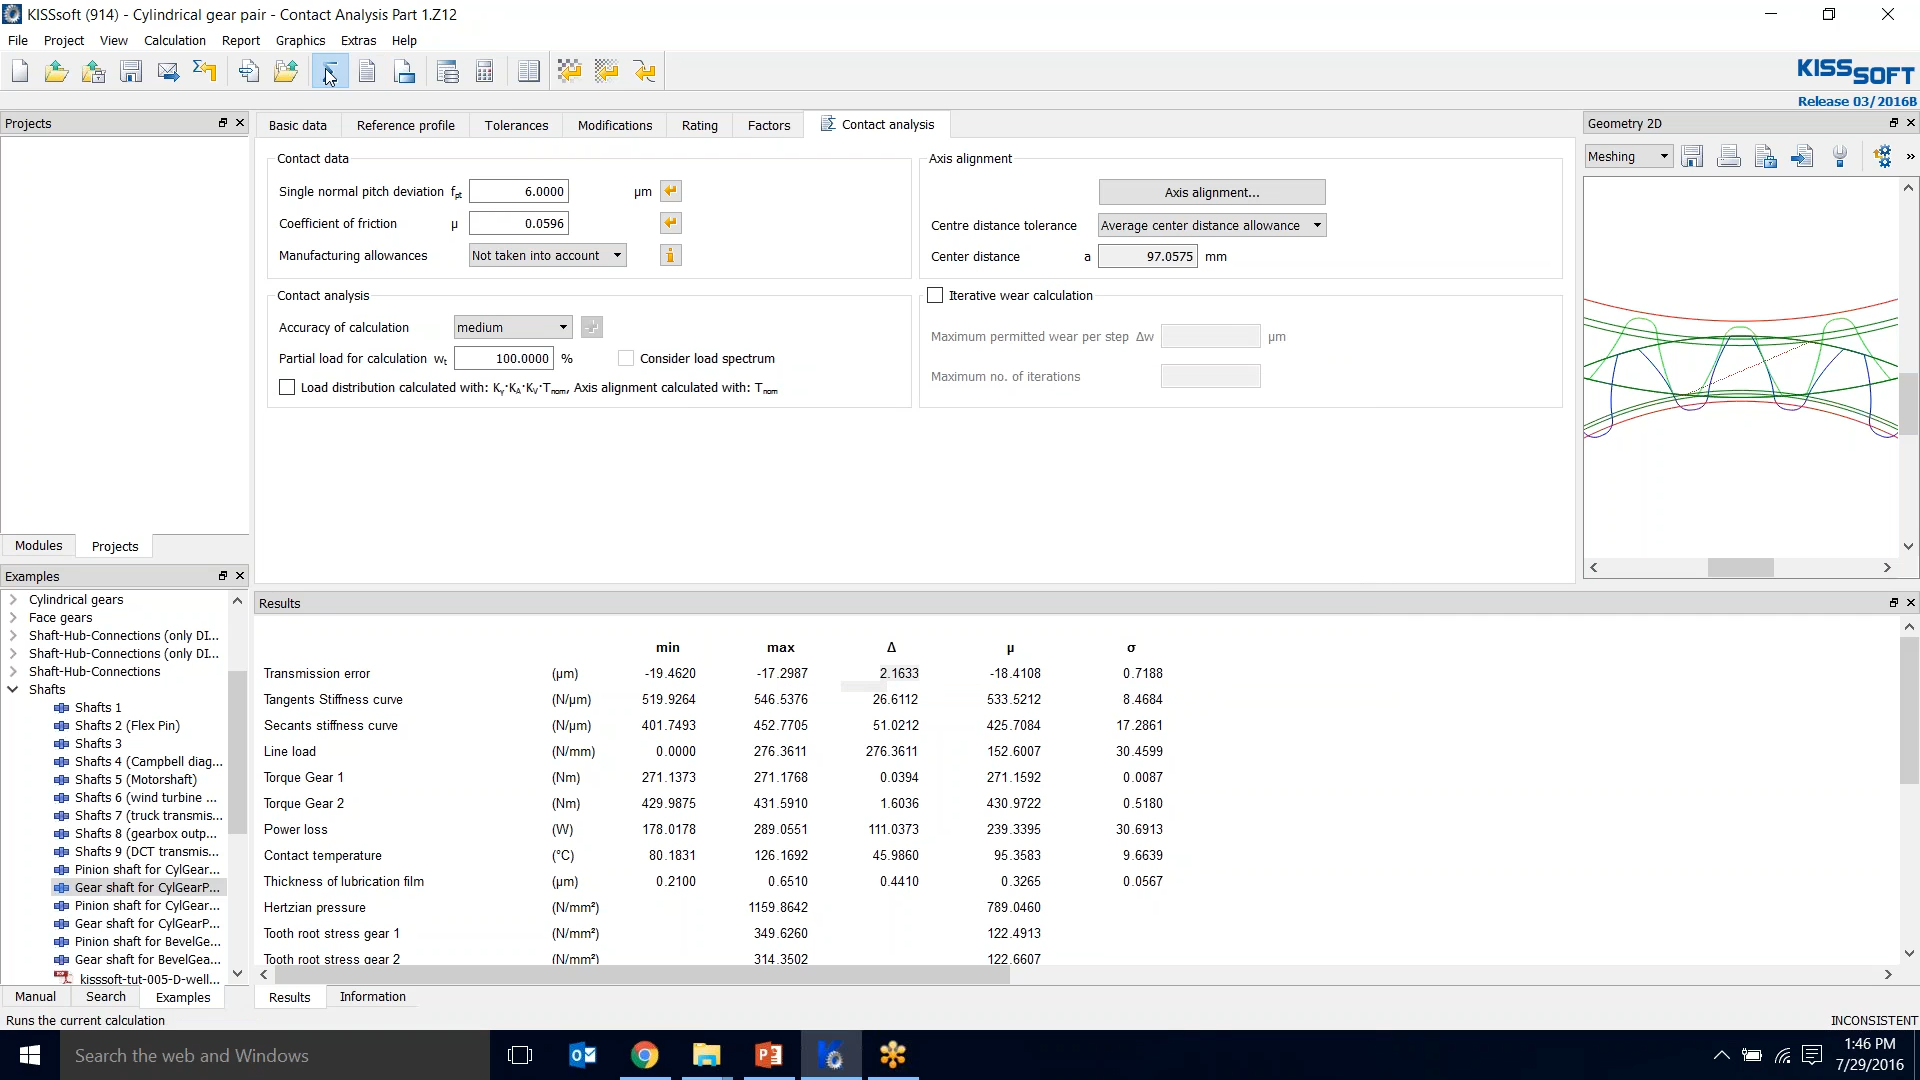 KISSsoft (914) - Cylindrical gear pair - Contact Analysis Part 1.Z12
File Project View Calculation Report Graphics Extras Help
KISSSOFT
Release 03/2016B
Projects
Basic data Reference profile Tolerances Modifications Rating Factors Contact analysis
Geometry 2D
Meshing »
Contact data
Single normal pitch deviation fpt 6.0000 µm
Coefficient of friction µ 0.0596
Manufacturing allowances Not taken into account
Axis alignment
Axis alignment...
Centre distance tolerance Average center distance allowance
Center distance a 97.0575 mm
Contact analysis
Accuracy of calculation medium
Partial load for calculation wt 100.0000 % Consider load spectrum
Load distribution calculated with: Kγ·KA·KV·Tnom, Axis alignment calculated with: Tnom
Iterative wear calculation
Maximum permitted wear per step Δw µm
Maximum no. of iterations
Modules Projects
Examples
Cylindrical gears
Face gears
Shaft-Hub-Connections (only DI...
Shaft-Hub-Connections (only DI...
Shaft-Hub-Connections
Shafts
Shafts 1
Shafts 2 (Flex Pin)
Shafts 3
Shafts 4 (Campbell diag...
Shafts 5 (Motorshaft)
Shafts 6 (wind turbine ...
Shafts 7 (truck transmis...
Shafts 8 (gearbox outp...
Shafts 9 (DCT transmis...
Pinion shaft for CylGear...
Gear shaft for CylGearP...
Pinion shaft for CylGear...
Gear shaft for CylGearP...
Pinion shaft for BevelGe...
Gear shaft for BevelGea...
kisssoft-tut-005-D-well...
Manual Search Examples
Results
min max Δ µ σ
Transmission error (µm) -19.4620 -17.2987 2.1633 -18.4108 0.7188
Tangents Stiffness curve (N/µm) 519.9264 546.5376 26.6112 533.5212 8.4684
Secants stiffness curve (N/µm) 401.7493 452.7705 51.0212 425.7084 17.2861
Line load (N/mm) 0.0000 276.3611 276.3611 152.6007 30.4599
Torque Gear 1 (Nm) 271.1373 271.1768 0.0394 271.1592 0.0087
Torque Gear 2 (Nm) 429.9875 431.5910 1.6036 430.9722 0.5180
Power loss (W) 178.0178 289.0551 111.0373 239.3395 30.6913
Contact temperature (°C) 80.1831 126.1692 45.9860 95.3583 9.6639
Thickness of lubrication film (µm) 0.2100 0.6510 0.4410 0.3265 0.0567
Hertzian pressure (N/mm²) 1159.8642 789.0460
Tooth root stress gear 1 (N/mm²) 349.6260 122.4913
Tooth root stress gear 2 (N/mm²) 314.3502 122.6607
Results Information
Runs the current calculation
INCONSISTENT
Search the web and Windows
1:46 PM
7/29/2016